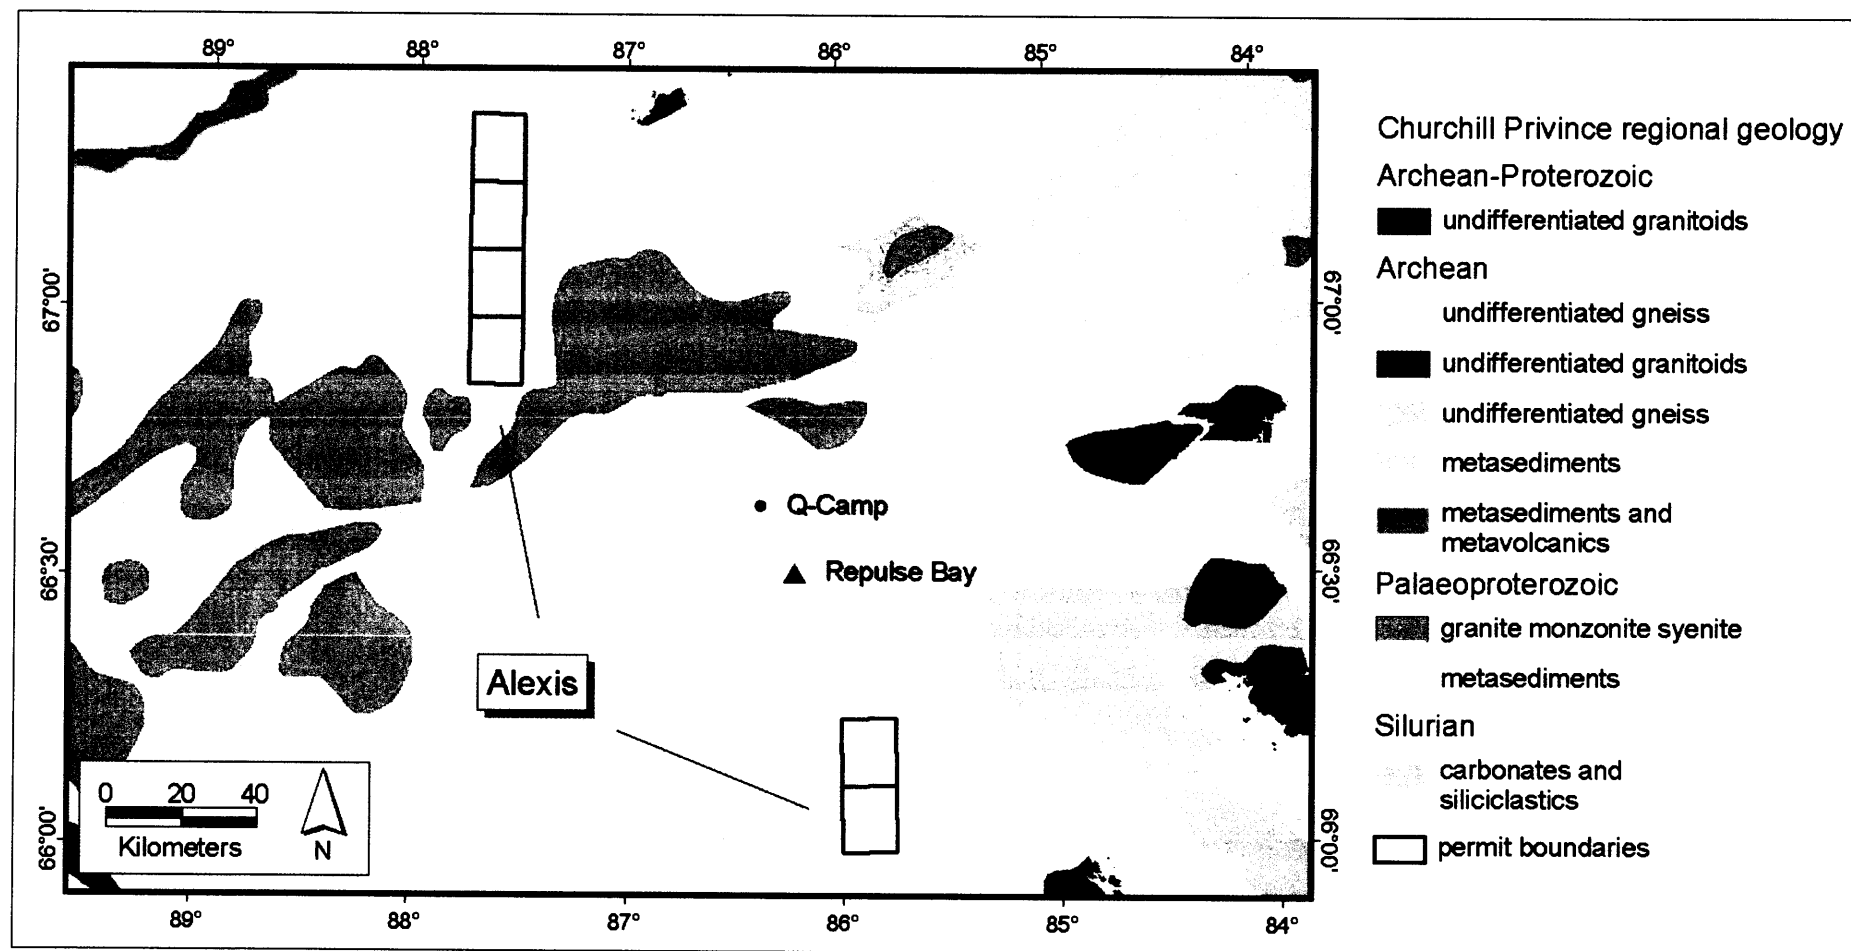 89° 88° 87° 86° 85° 84°
67°00'
66°30'
66°00'
Q-Camp
Repulse Bay
Alexis
0 20 40
Kilometers
N
67°00'
66°30'
66°00'
89° 88° 87° 86° 85° 84°
Churchill Privince regional geology
Archean-Proterozoic
undifferentiated granitoids
Archean
undifferentiated gneiss
undifferentiated granitoids
undifferentiated gneiss
metasediments
metasediments and
metavolcanics
Palaeoproterozoic
granite monzonite syenite
metasediments
Silurian
carbonates and
siliciclastics
permit boundaries